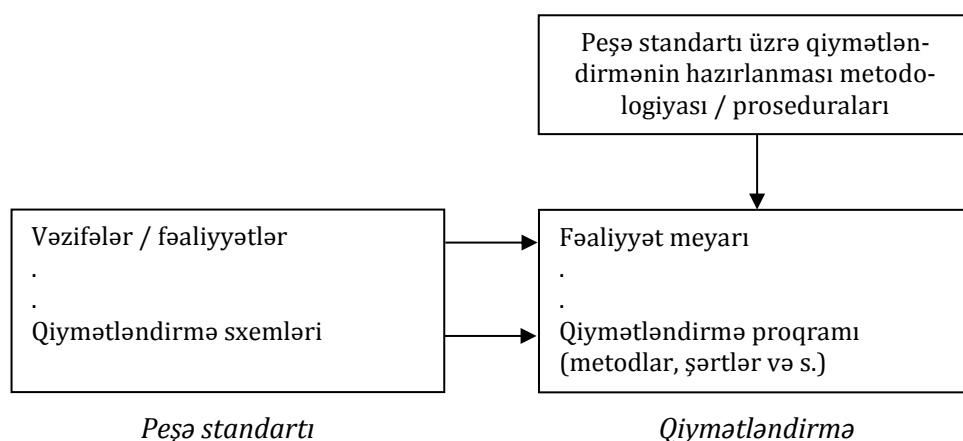 Peşə standartı üzrə qiymətlən-
dirmənin hazırlanması metodo-
logiyası / proseduraları
Vəzifələr / fəaliyyətlər
.
.
Qiymətləndirmə sxemləri
Fəaliyyət meyarı
.
.
Qiymətləndirmə proqramı
(metodlar, şərtlər və s.)
Peşə standartı
Qiymətləndirmə